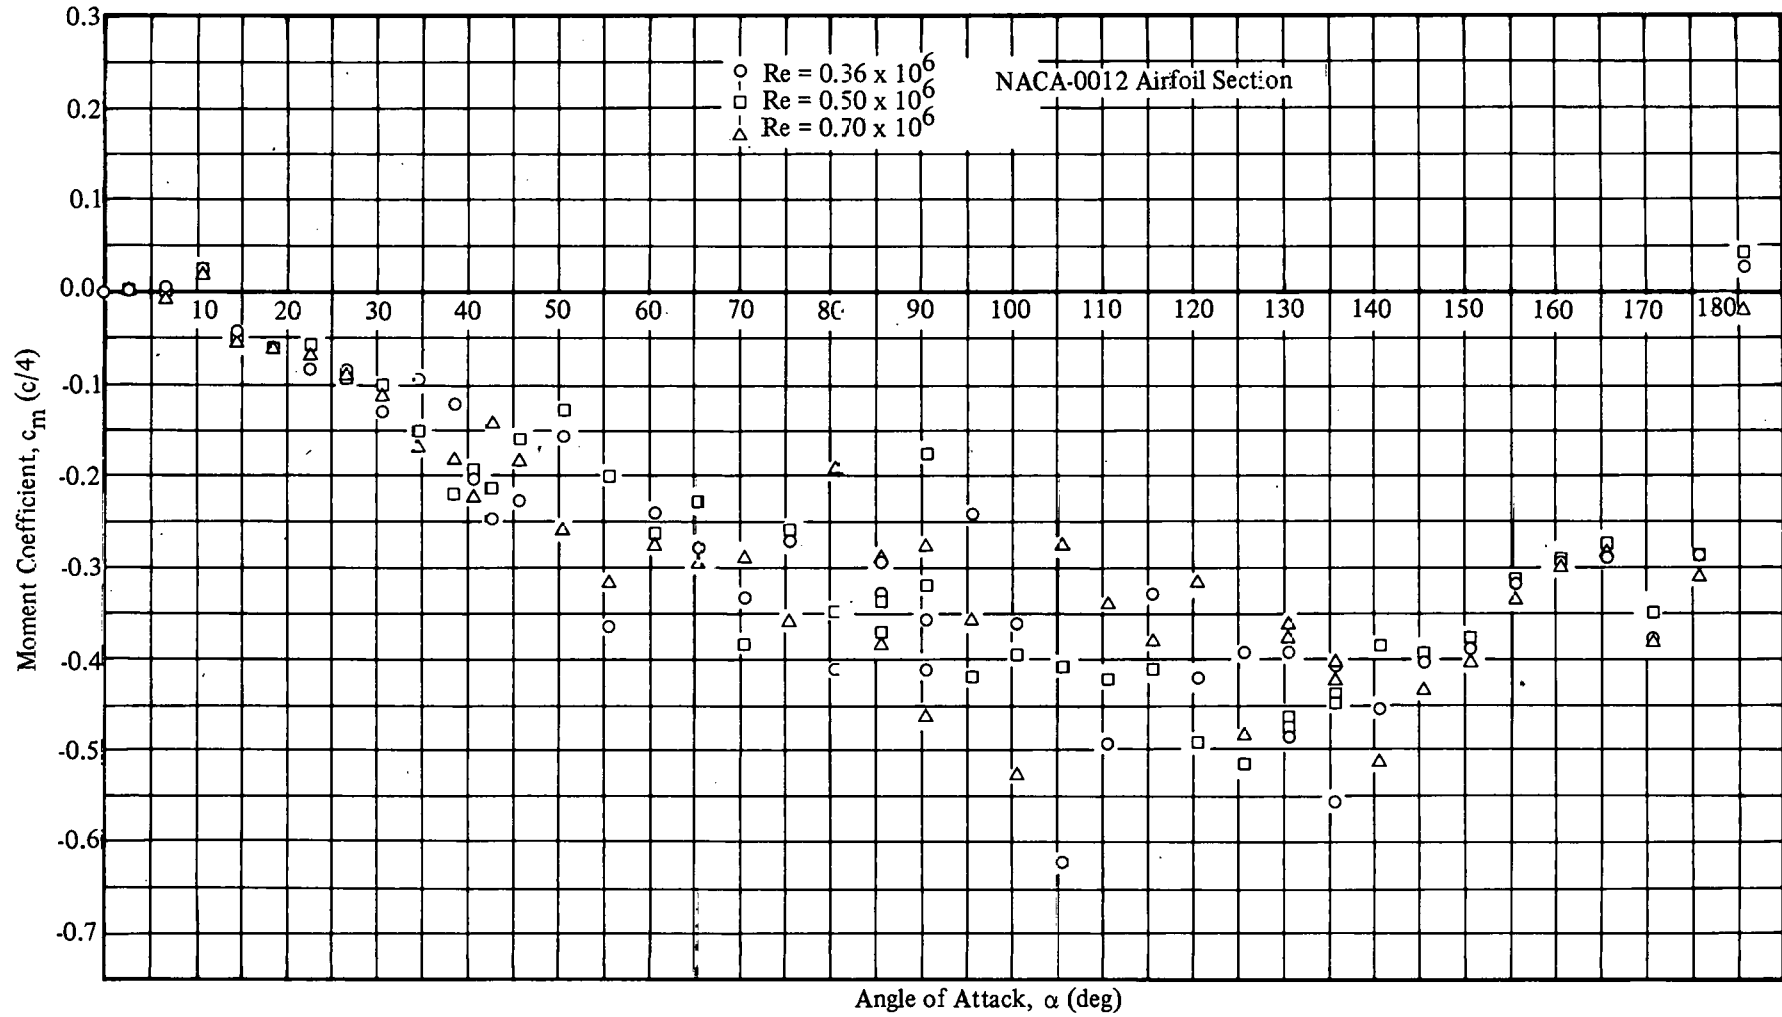 0.3
Re = 0.36 x 10^6
NACA-0012 Airfoil Section
0.2
Re = 0.50 x 10^6
Re = 0.70 x 10^6
0.1
0.0
10 20 30 40 50 60 70 80 90 100 110 120 130 140 150 160 170 180
-0.1
-0.2
-0.3
-0.4
-0.5
-0.6
-0.7
Moment Coefficient, c_m (c/4)
Angle of Attack, α (deg)